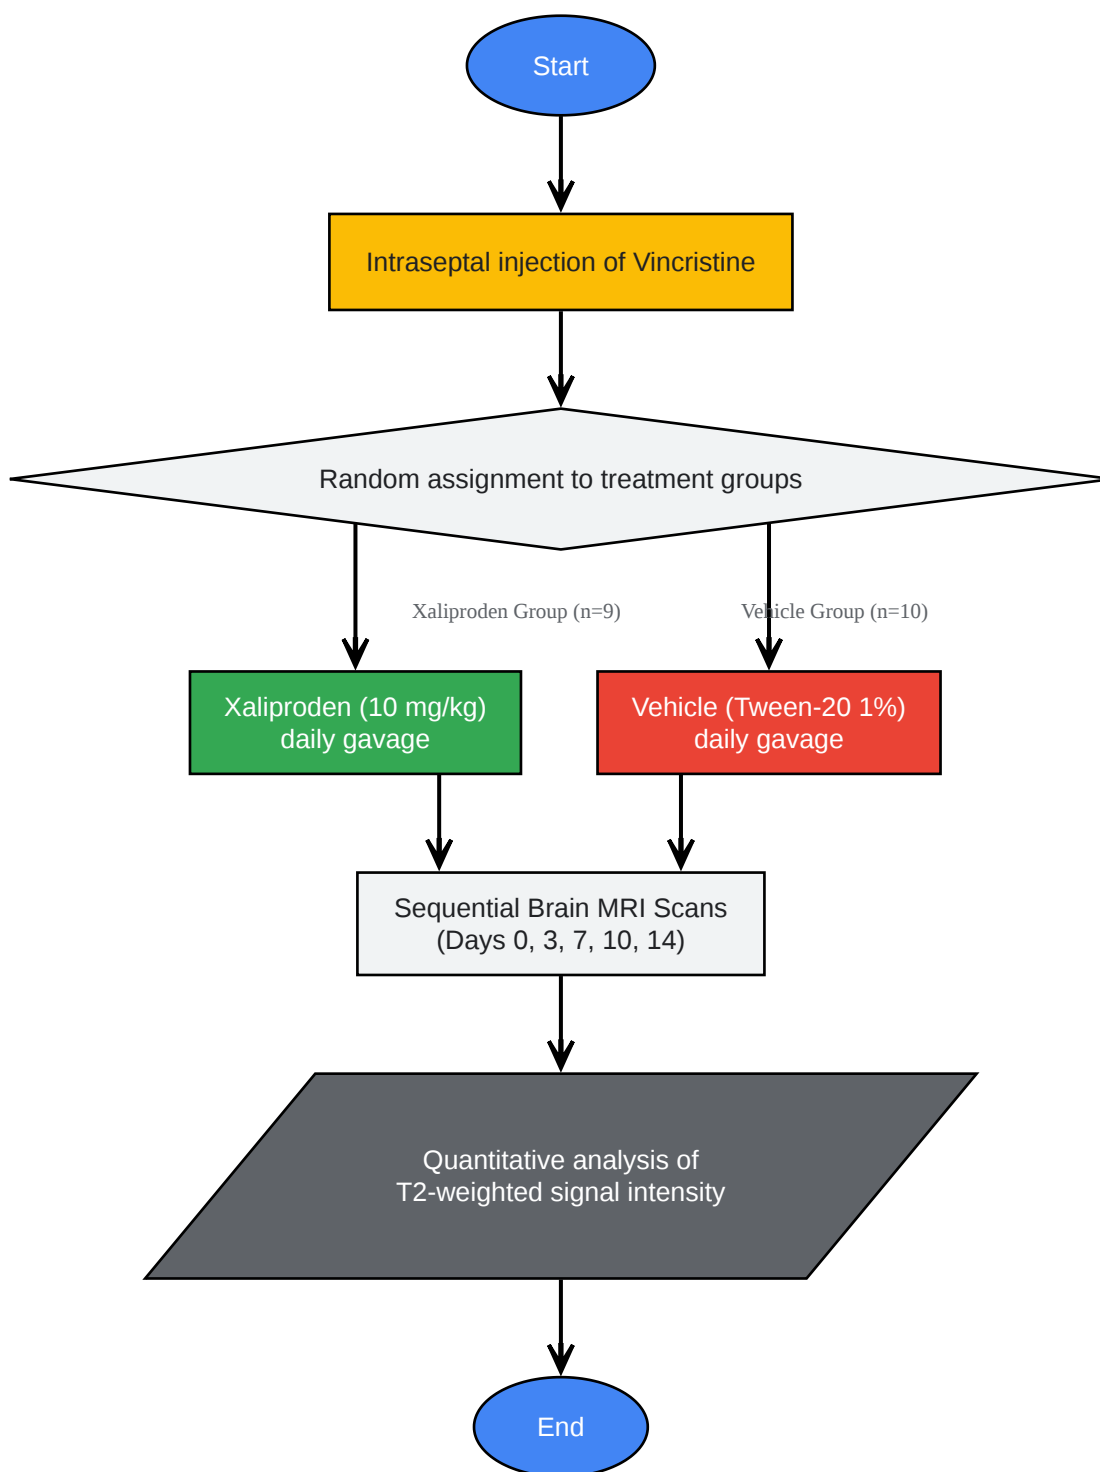 Start
Intraseptal injection of Vincristine
Random assignment to treatment groups
Xaliproden Group (n=9)
Vehicle Group (n=10)
Xaliproden (10 mg/kg)
daily gavage
Vehicle (Tween-20 1%)
daily gavage
Sequential Brain MRI Scans
(Days 0, 3, 7, 10, 14)
Quantitative analysis of
T2-weighted signal intensity
End